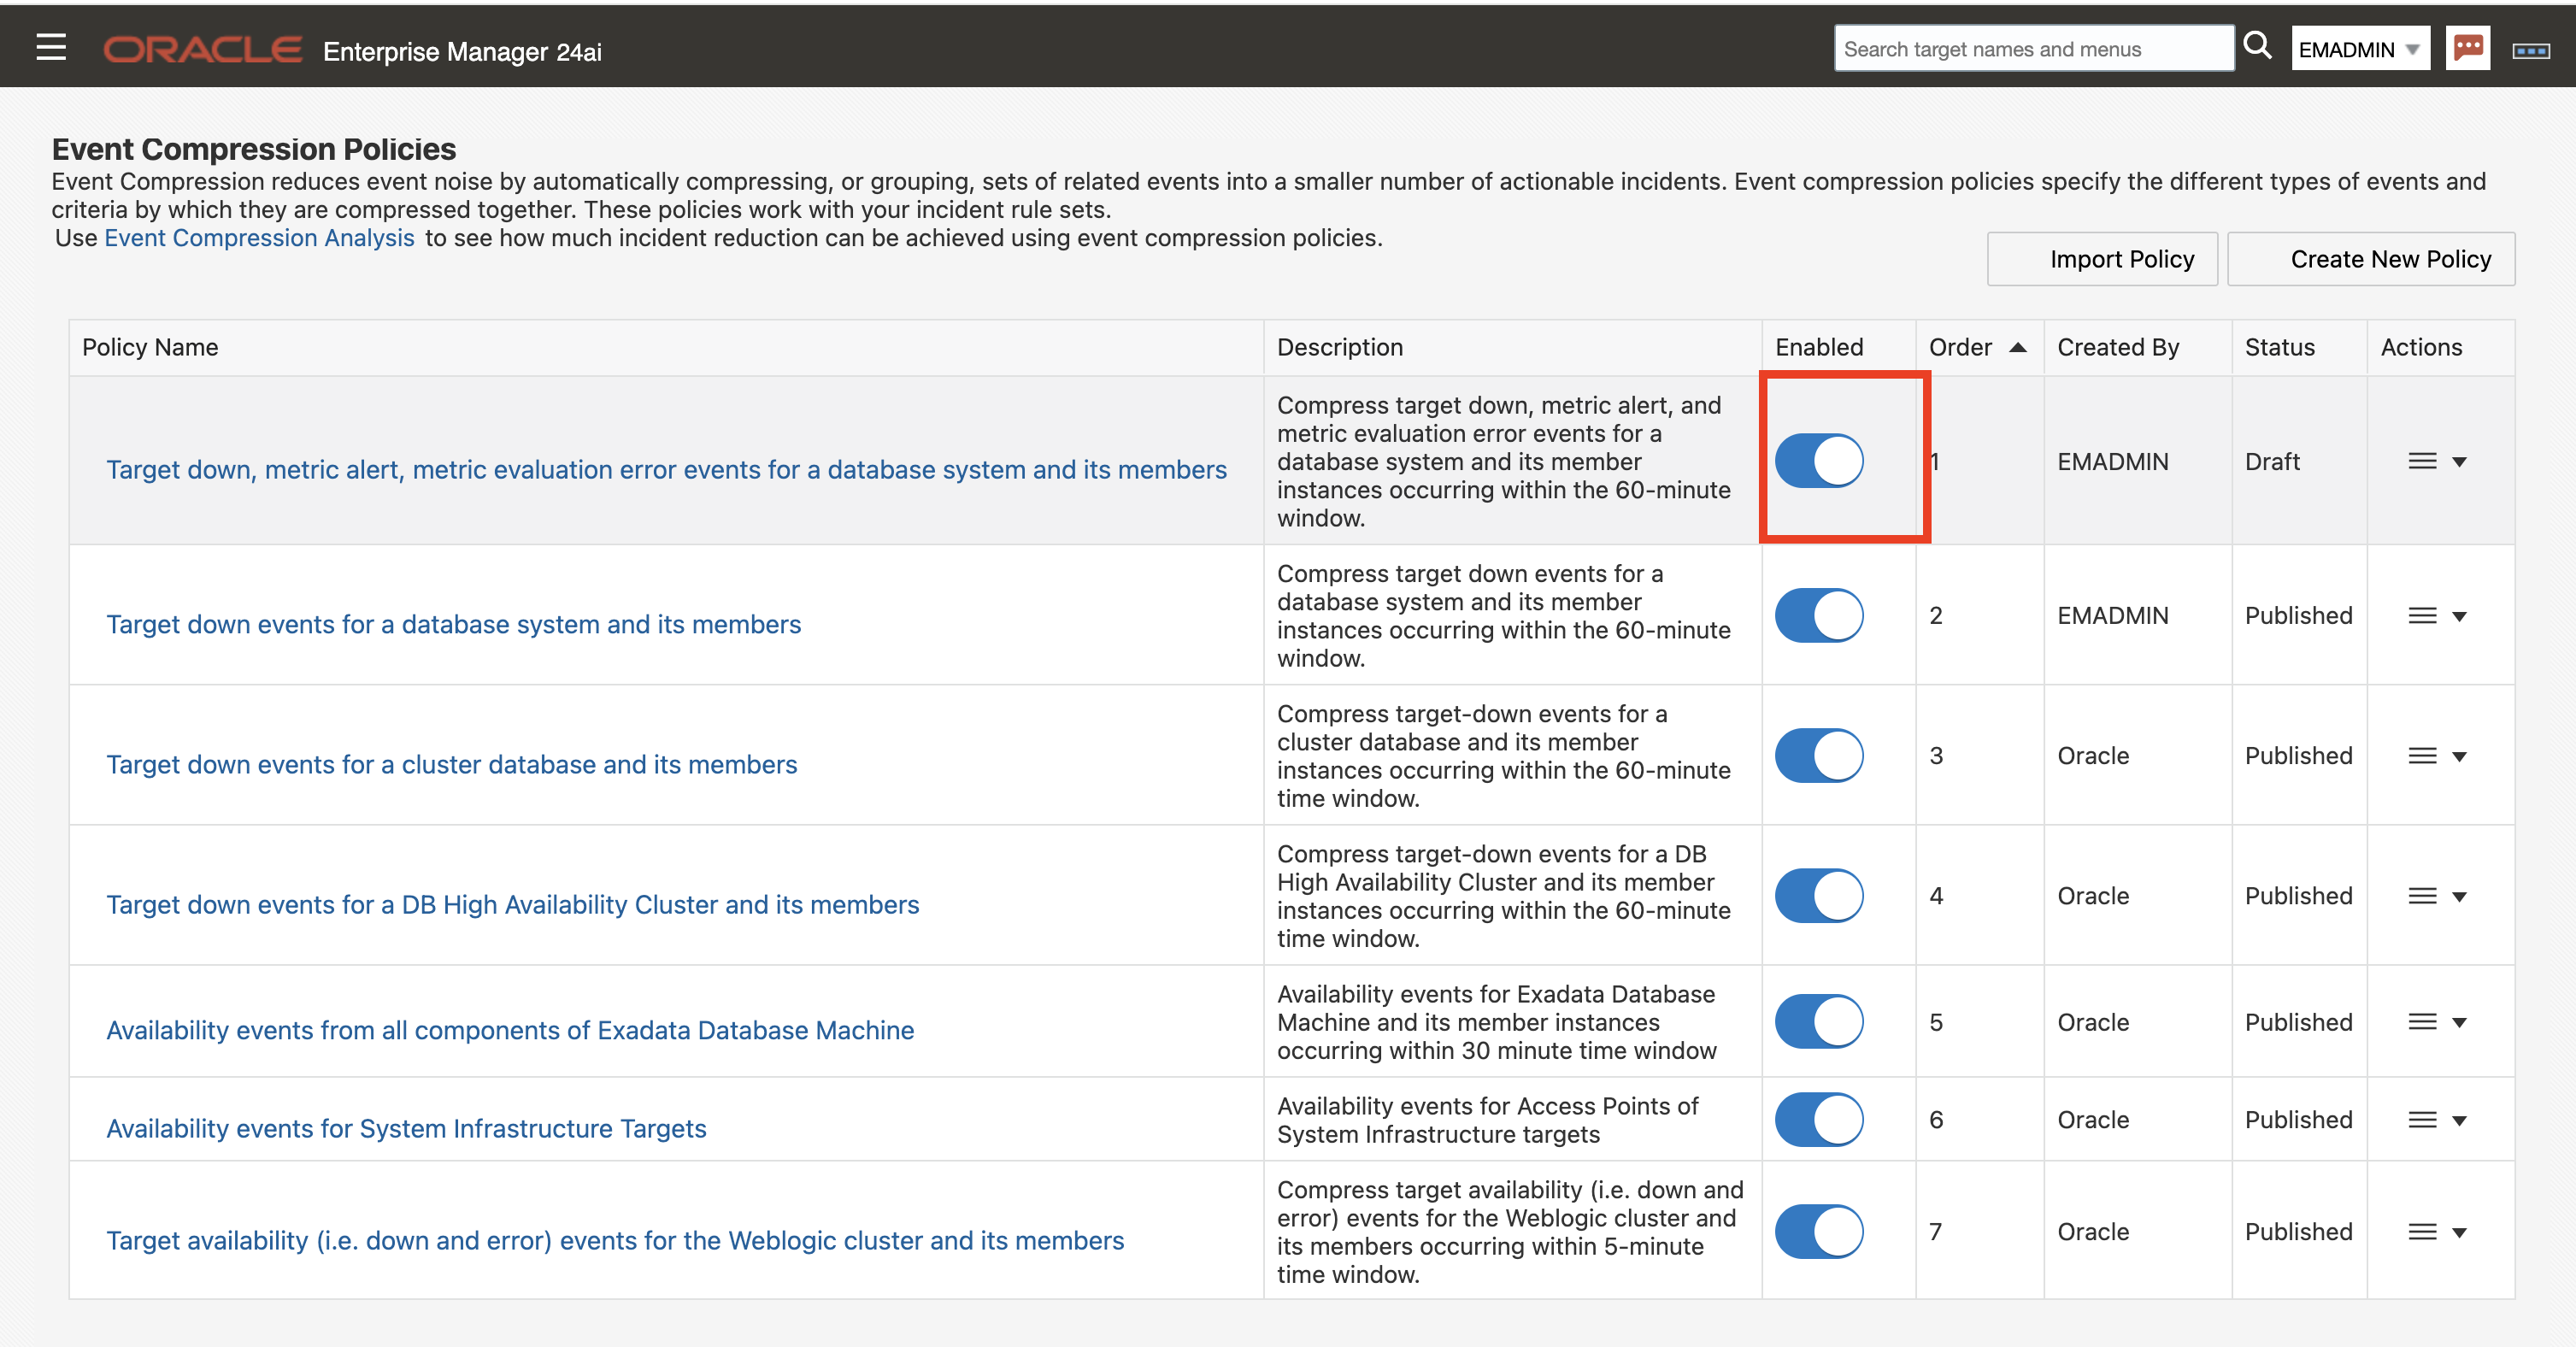 ORACLE Enterprise Manager 24ai
Search target names and menus
EMADMIN
Event Compression Policies
Event Compression reduces event noise by automatically compressing, or grouping, sets of related events into a smaller number of actionable incidents. Event compression policies specify the different types of events and
criteria by which they are compressed together. These policies work with your incident rule sets.
Use Event Compression Analysis to see how much incident reduction can be achieved using event compression policies.
Import Policy
Create New Policy
Policy Name
Description
Enabled
Order
Created By
Status
Actions
Target down, metric alert, metric evaluation error events for a database system and its members
Compress target down, metric alert, and
metric evaluation error events for a
database system and its member
instances occurring within the 60-minute
window.
1
EMADMIN
Draft
Target down events for a database system and its members
Compress target down events for a
database system and its member
instances occurring within the 60-minute
window.
2
EMADMIN
Published
Target down events for a cluster database and its members
Compress target-down events for a
cluster database and its member
instances occurring within the 60-minute
time window.
3
Oracle
Published
Target down events for a DB High Availability Cluster and its members
Compress target-down events for a DB
High Availability Cluster and its member
instances occurring within the 60-minute
time window.
4
Oracle
Published
Availability events from all components of Exadata Database Machine
Availability events for Exadata Database
Machine and its member instances
occurring within 30 minute time window
5
Oracle
Published
Availability events for System Infrastructure Targets
Availability events for Access Points of
System Infrastructure targets
6
Oracle
Published
Target availability (i.e. down and error) events for the Weblogic cluster and its members
Compress target availability (i.e. down and
error) events for the Weblogic cluster and
its members occurring within 5-minute
time window.
7
Oracle
Published